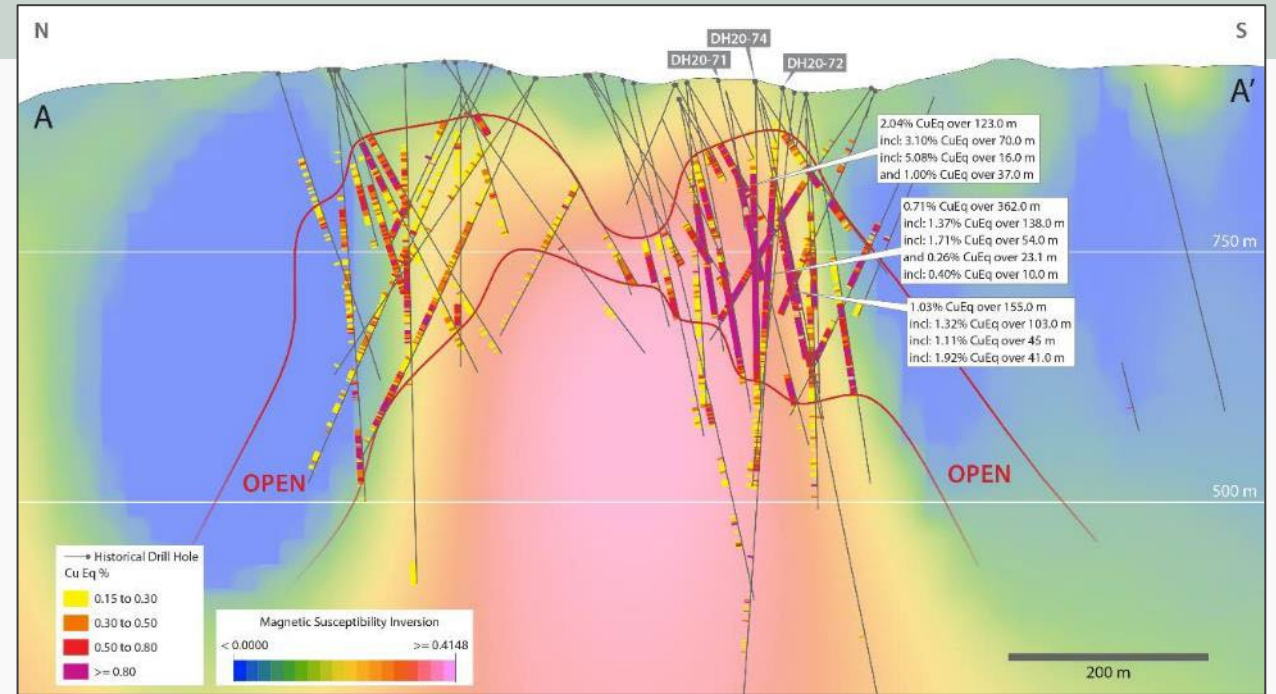 N
S
DH20-74
DH20-71
DH20-72
A
A'
2.04% CuEq over 123.0 m
incl: 3.10% CuEq over 70.0 m
incl: 5.08% CuEq over 16.0 m
and 1.00% CuEq over 37.0 m
0.71% CuEq over 362.0 m
incl: 1.37% CuEq over 138.0 m
incl: 1.71% CuEq over 54.0 m
and 0.26% CuEq over 23.1 m
incl: 0.40% CuEq over 10.0 m
750 m
1.03% CuEq over 155.0 m
incl: 1.32% CuEq over 103.0 m
incl: 1.11% CuEq over 45 m
incl: 1.92% CuEq over 41.0 m
OPEN
OPEN
500 m
Historical Drill Hole
Cu Eq %
0.15 to 0.30
0.30 to 0.50
0.50 to 0.80
>= 0.80
Magnetic Susceptibility Inversion
< 0.0000
>= 0.4148
200 m